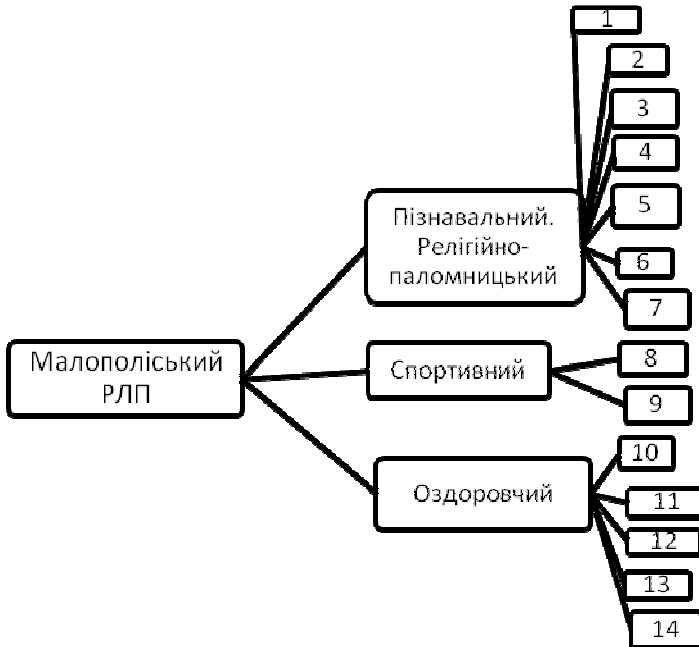 Малополіський
РЛП
Пізнавальний.
Релігійно-
паломницький
1
2
3
4
5
6
7
Спортивний
8
9
Оздоровчий
10
11
12
13
14